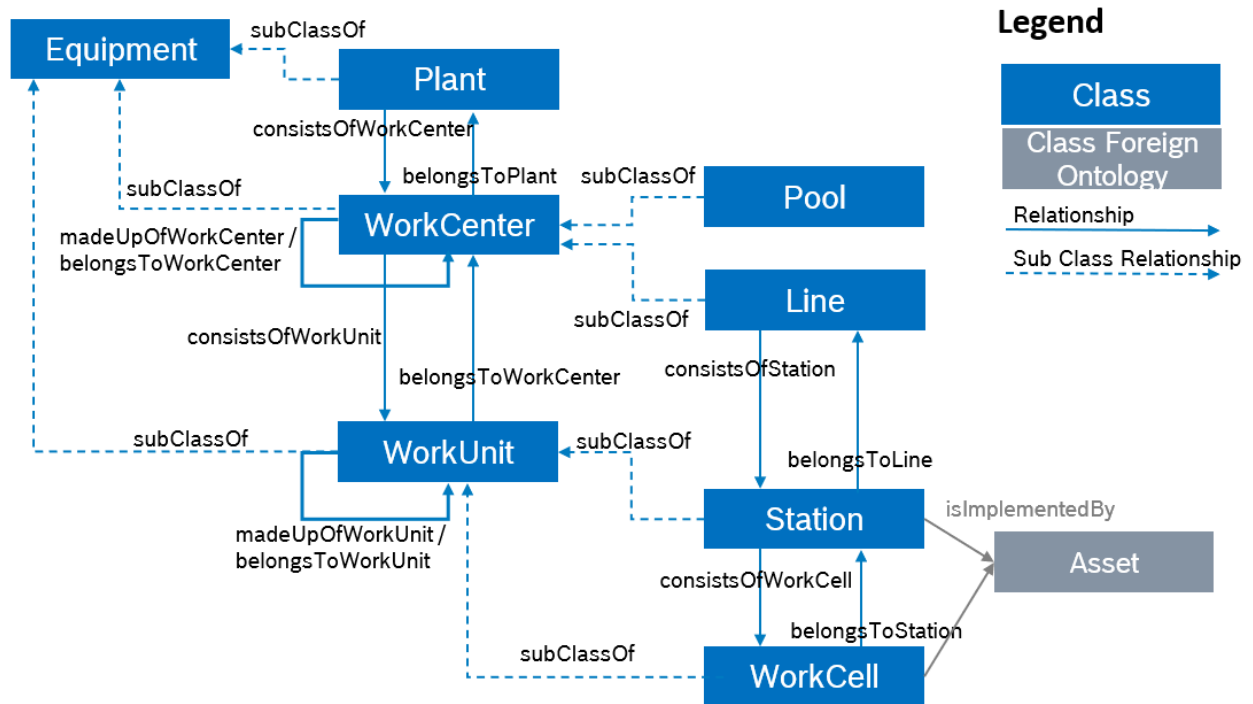 Legend
subClassOf
Equipment
Plant
Class
consistsOfWorkCenter
Class Foreign
Ontology
belongsToPlant
subClassOf
subClassOf
Pool
Relationship
WorkCenter
madeUpOfWorkCenter /
belongsToWorkCenter
Sub Class Relationship
Line
subClassOf
consistsOfWorkUnit
consistsOfStation
belongsToWorkCenter
subClassOf
subClassOf
WorkUnit
belongsToLine
Station
isImplementedBy
madeUpOfWorkUnit /
belongsToWorkUnit
Asset
consistsOfWorkCell
belongsToStation
subClassOf
WorkCell